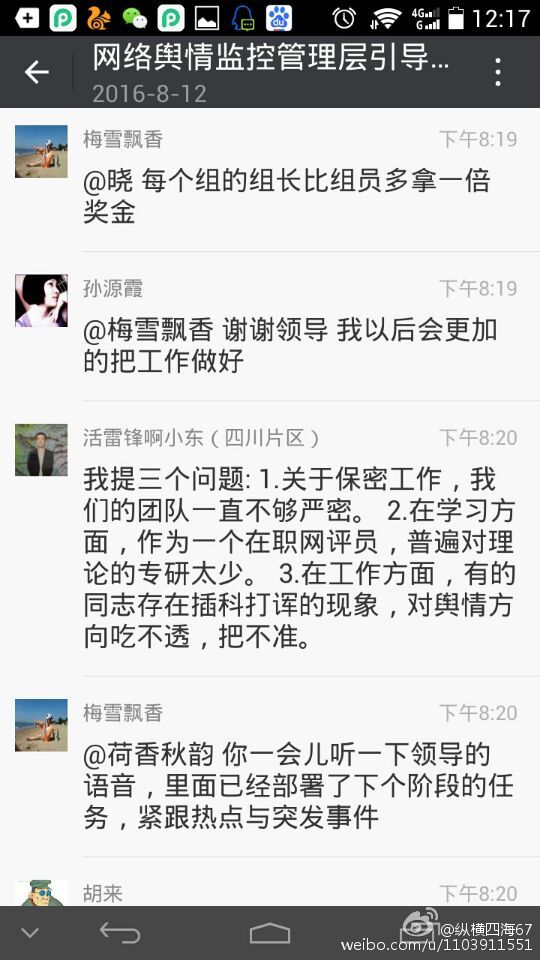 4G
G
12:17
网络舆情监控管理层引导...
2016-8-12
梅雪飘香
下午8:19
@晓 每个组的组长比组员多拿一倍
奖金
孙源霞
下午8:19
@梅雪飘香 谢谢领导 我以后会更加
的把工作做好
活雷锋啊小东（四川片区）
下午8:20
我提三个问题: 1.关于保密工作，我
们的团队一直不够严密。 2.在学习方
面，作为一个在职网评员，普遍对理
论的专研太少。 3.在工作方面，有的
同志存在插科打诨的现象，对舆情方
向吃不透，把不准。
梅雪飘香
下午8:20
@荷香秋韵 你一会儿听一下领导的
语音，里面已经部署了下个阶段的任
务，紧跟热点与突发事件
胡来
下午8:20
@纵横四海67
weibo.com/u/1103911551